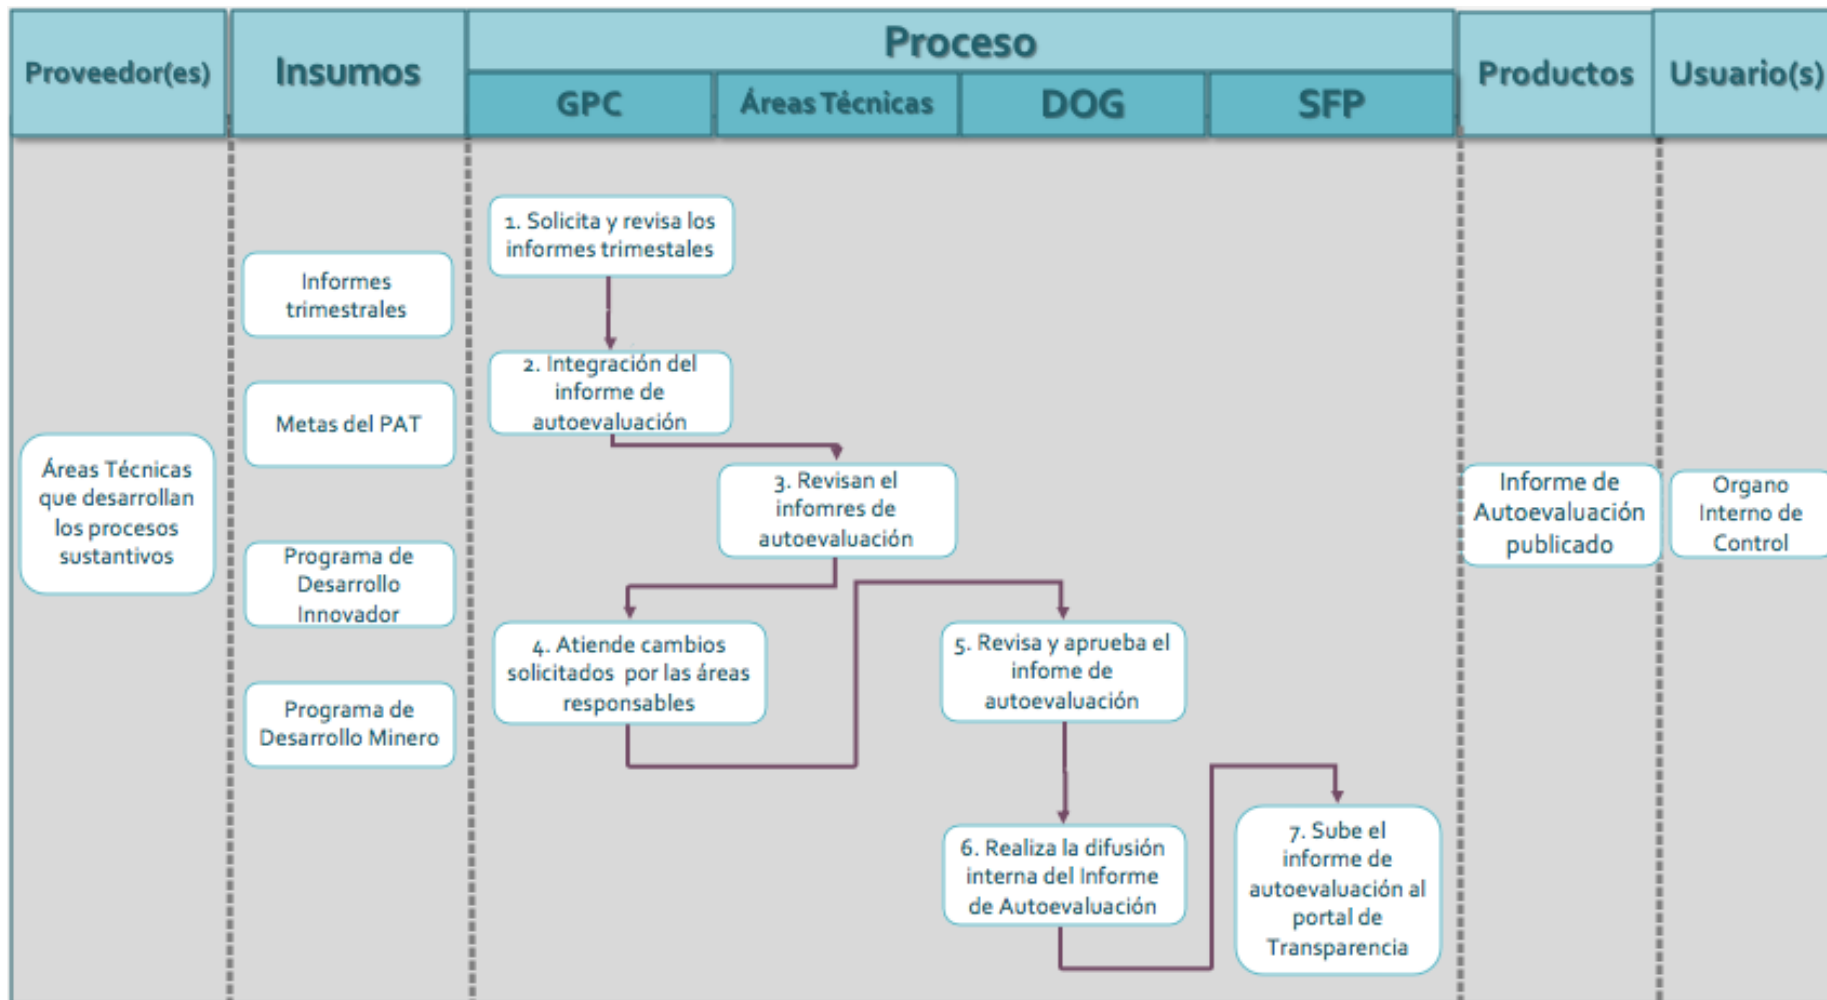 Proveedor(es)
Insumos
Proceso
GPC
Áreas Técnicas
DOG
SFP
Productos
Usuario(s)
Áreas Técnicas
que desarrollan
los procesos
sustantivos
Informes
trimestrales
Metas del PAT
Programa de
Desarrollo
Innovador
Programa de
Desarrollo Minero
1. Solicita y revisa los
informes trimestales
2. Integración del
informe de
autoevaluación
3. Revisan el
infomres de
autoevaluación
4. Atiende cambios
solicitados por las áreas
responsables
5. Revisa y aprueba el
infome de
autoevaluación
6. Realiza la difusión
interna del Informe
de Autoevaluación
7. Sube el
informe de
autoevaluación al
portal de
Transparencia
Informe de
Autoevaluación
publicado
Organo
Interno de
Control